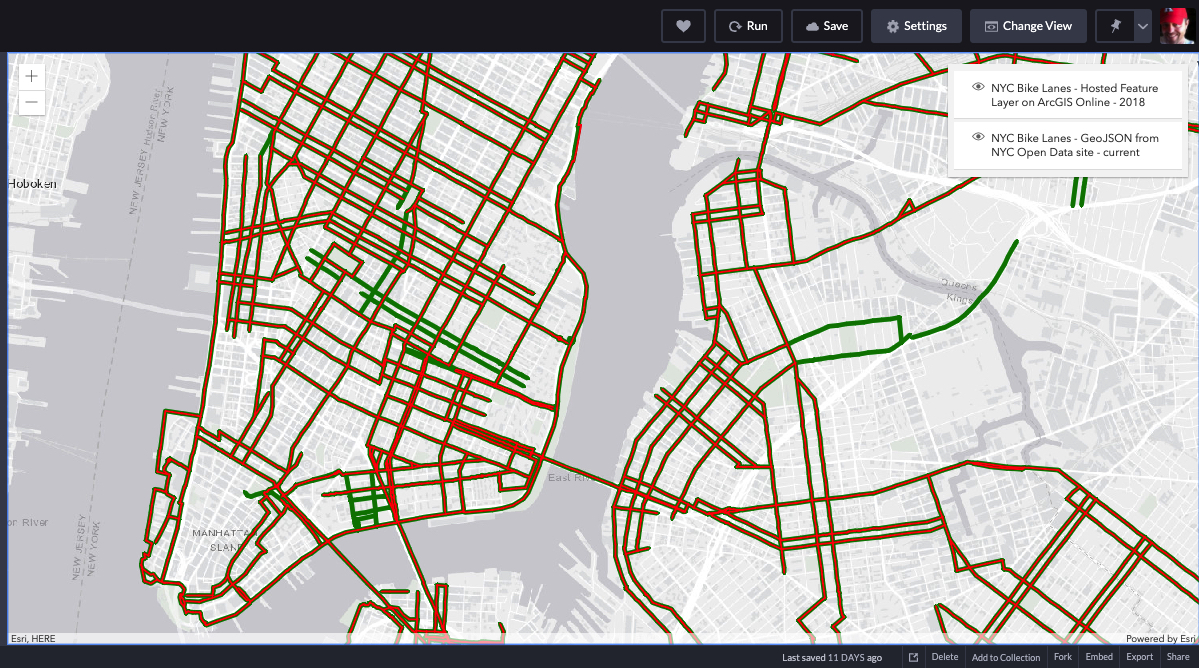 Run
Save
Settings
Change View
+
−
NYC Bike Lanes - Hosted Feature
Layer on ArcGIS Online - 2018
NYC Bike Lanes - GeoJSON from
NYC Open Data site - current
NEW JERSEY
NEW YORK
Hudson River
Hoboken
Queens
Kings
East River
on River
MANHATTAN
ISLAND
NEW JERSEY
NEW YORK
Esri, HERE
Powered by Esri
Last saved 11 DAYS ago
Delete
Add to Collection
Fork
Embed
Export
Share